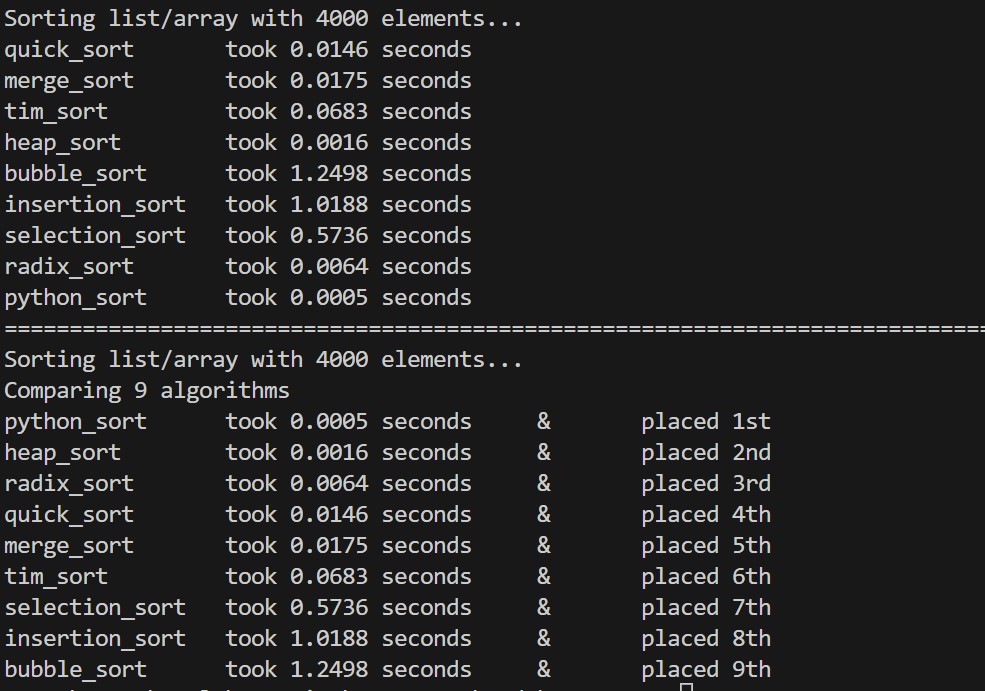 Sorting list/array with 4000 elements...
quick_sort took 0.0146 seconds
merge_sort took 0.0175 seconds
tim_sort took 0.0683 seconds
heap_sort took 0.0016 seconds
bubble_sort took 1.2498 seconds
insertion_sort took 1.0188 seconds
selection_sort took 0.5736 seconds
radix_sort took 0.0064 seconds
python_sort took 0.0005 seconds
================================================================================
Sorting list/array with 4000 elements...
Comparing 9 algorithms
python_sort took 0.0005 seconds & placed 1st
heap_sort took 0.0016 seconds & placed 2nd
radix_sort took 0.0064 seconds & placed 3rd
quick_sort took 0.0146 seconds & placed 4th
merge_sort took 0.0175 seconds & placed 5th
tim_sort took 0.0683 seconds & placed 6th
selection_sort took 0.5736 seconds & placed 7th
insertion_sort took 1.0188 seconds & placed 8th
bubble_sort took 1.2498 seconds & placed 9th